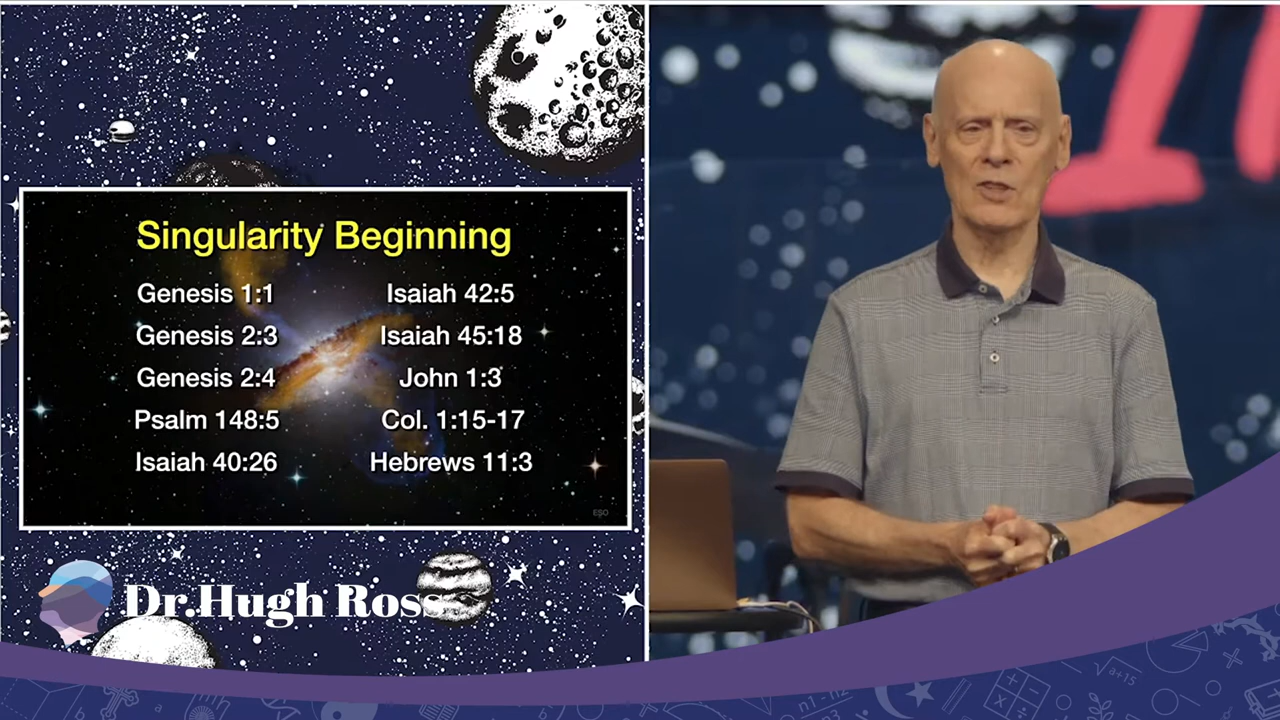 Singularity Beginning
Genesis 1:1
Genesis 2:3
Genesis 2:4
Psalm 148:5
Isaiah 40:26
Isaiah 42:5
Isaiah 45:18
John 1:3
Col. 1:15-17
Hebrews 11:3
ESO
Dr.Hugh Ross